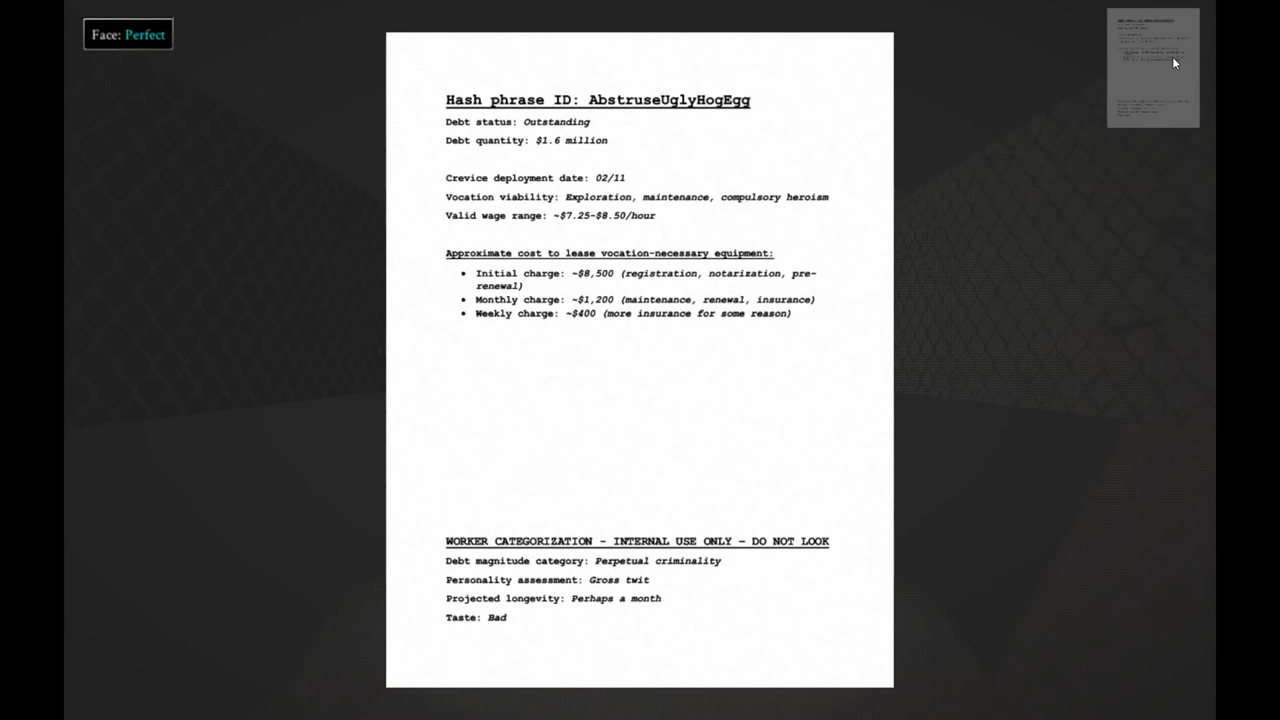 Face: Perfect
Hash phrase ID: AbstruseUglyHogEgg
Debt status: Outstanding
Debt quantity: $1.6 million
Crevice deployment date: 02/11
Vocation viability: Exploration, maintenance, compulsory heroism
Valid wage range: ~$7.25-$8.50/hour
Approximate cost to lease vocation-necessary equipment:
• Initial charge: ~$8,500 (registration, notarization, pre-
renewal)
• Monthly charge: ~$1,200 (maintenance, renewal, insurance)
• Weekly charge: ~$400 (more insurance for some reason)
WORKER CATEGORIZATION - INTERNAL USE ONLY - DO NOT LOOK
Debt magnitude category: Perpetual criminality
Personality assessment: Gross twit
Projected longevity: Perhaps a month
Taste: Bad